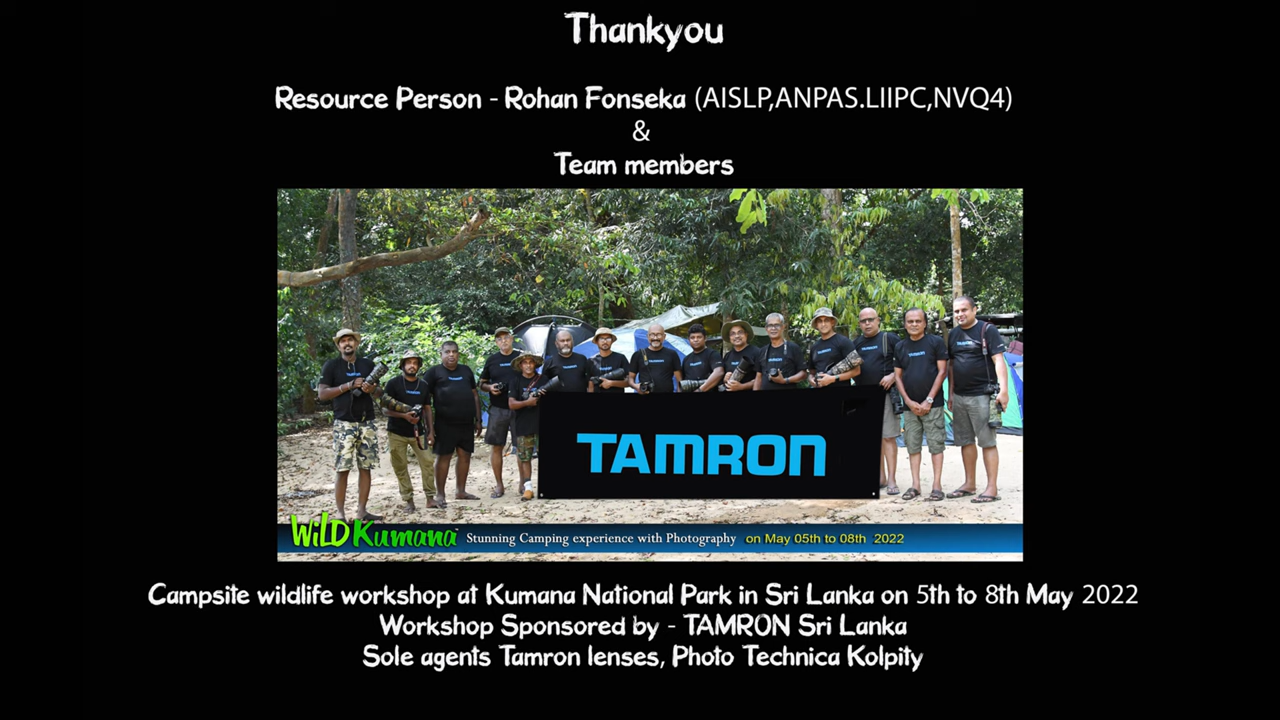 Thankyou
Resource Person - Rohan Fonseka (AISLP,ANPAS.LIIPC,NVQ4)
&
Team members
TAMRON
WiLD Kumana Stunning Camping experience with Photography on May 05th to 08th 2022
Campsite wildlife workshop at Kumana National Park in Sri Lanka on 5th to 8th May 2022
Workshop Sponsored by - TAMRON Sri Lanka
Sole agents Tamron lenses, Photo Technica Kolpity